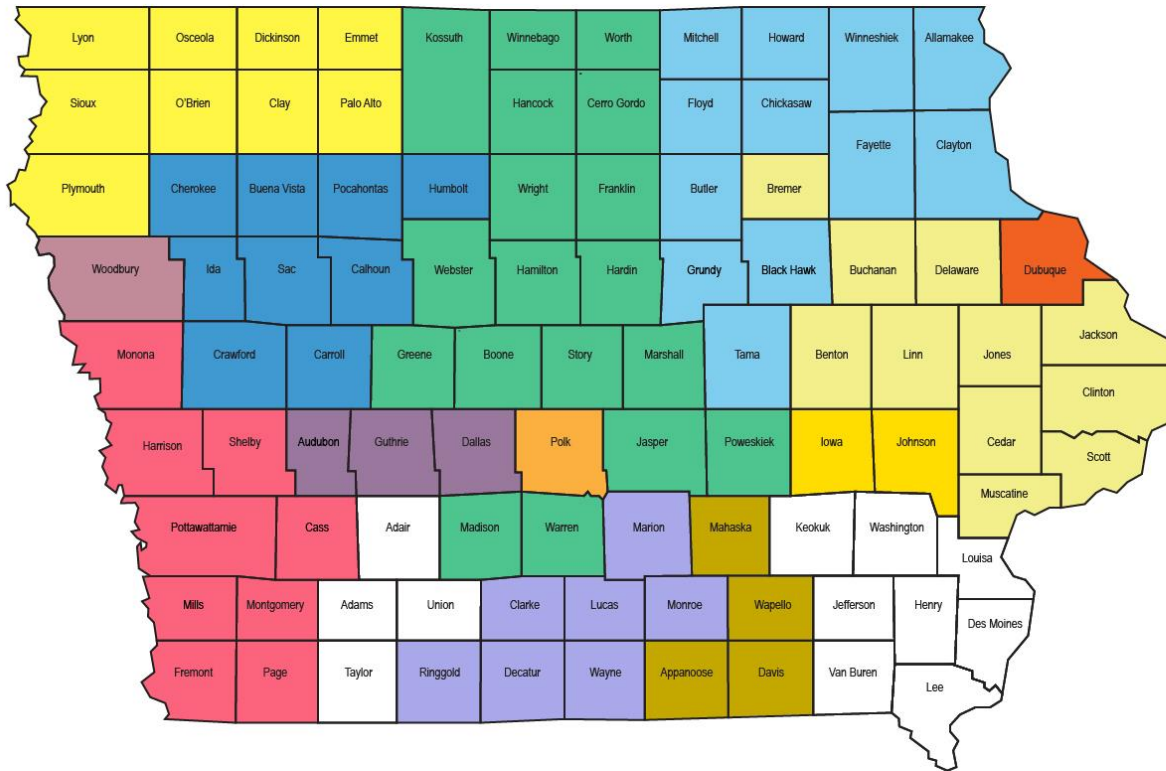 Lyon
Osceola
Dickinson
Emmet
Kossuth
Winnebago
Worth
Mitchell
Howard
Winneshiek
Allamakee
Sioux
O'Brien
Clay
Palo Alto
Hancock
Cerro Gordo
Floyd
Chickasaw
Fayette
Clayton
Plymouth
Cherokee
Buena Vista
Pocahontas
Humbolt
Wright
Franklin
Butler
Bremer
Woodbury
Ida
Sac
Calhoun
Webster
Hamilton
Hardin
Grundy
Black Hawk
Buchanan
Delaware
Dubuque
Monona
Crawford
Carroll
Greene
Boone
Story
Marshall
Tama
Benton
Linn
Jones
Jackson
Clinton
Harrison
Shelby
Audubon
Guthrie
Dallas
Polk
Jasper
Poweskiek
Iowa
Johnson
Cedar
Scott
Muscatine
Pottawattamie
Cass
Adair
Madison
Warren
Marion
Mahaska
Keokuk
Washington
Louisa
Mills
Montgomery
Adams
Union
Clarke
Lucas
Monroe
Wapello
Jefferson
Henry
Des Moines
Fremont
Page
Taylor
Ringgold
Decatur
Wayne
Appanoose
Davis
Van Buren
Lee